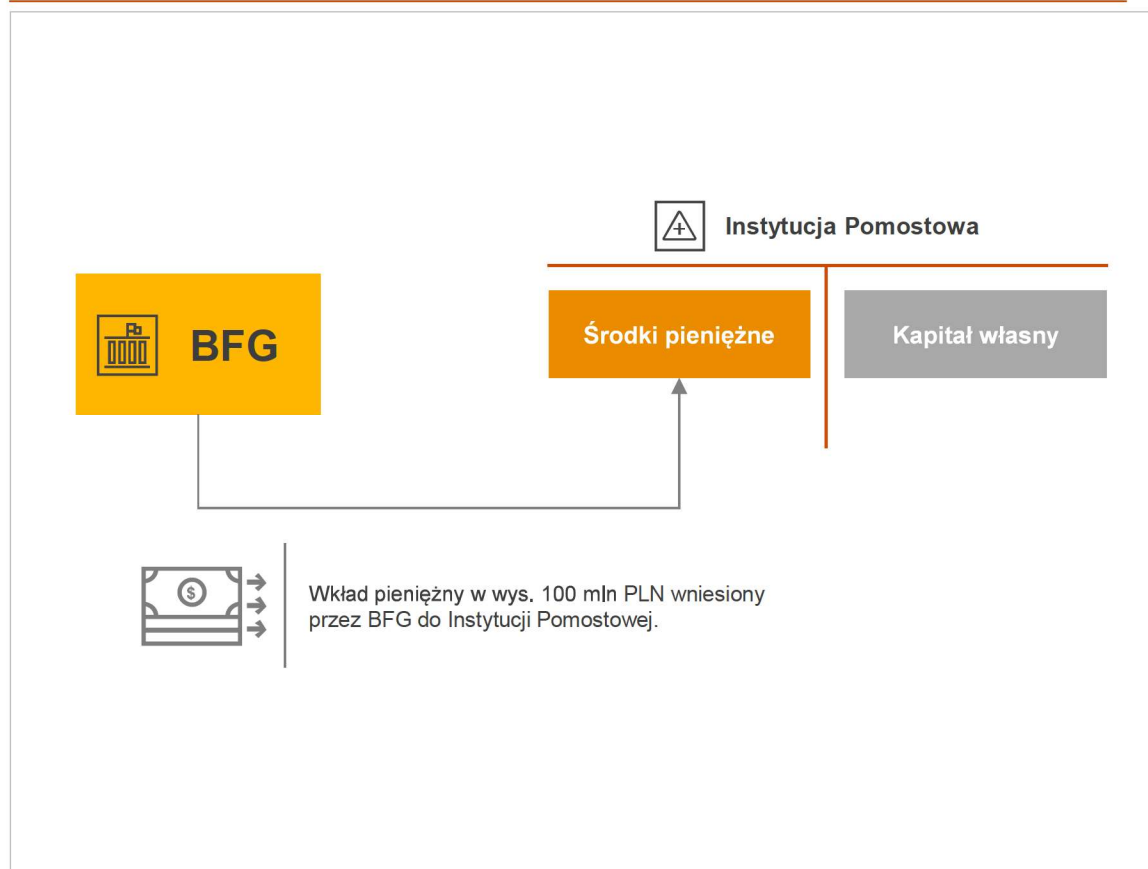 Instytucja Pomostowa
BFG
Środki pieniężne
Kapitał własny
$
Wkład pieniężny w wys. 100 mln PLN wniesiony
przez BFG do Instytucji Pomostowej.